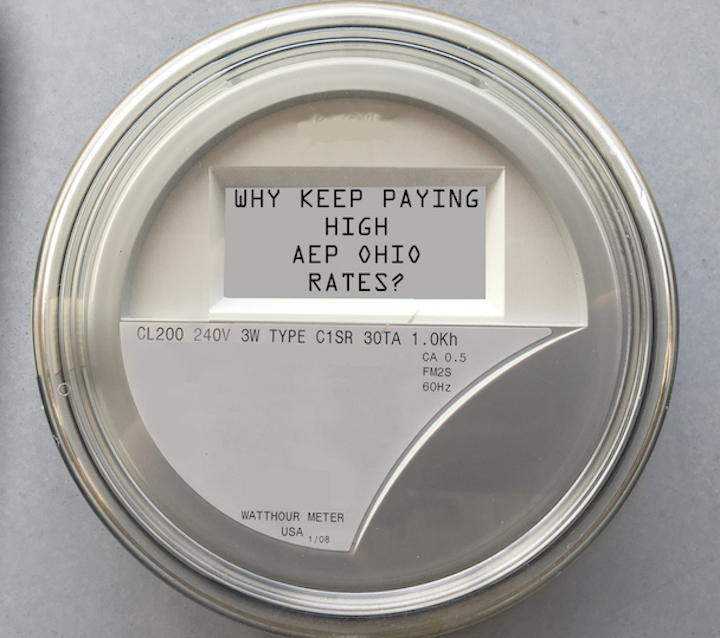 WHY KEEP PAYING
HIGH
AEP OHIO
RATES?
CL200 240V 3W TYPE C1SR 30TA 1.0Kh
CA 0.5
FM2S
60Hz
WATTHOUR METER
USA 1/08